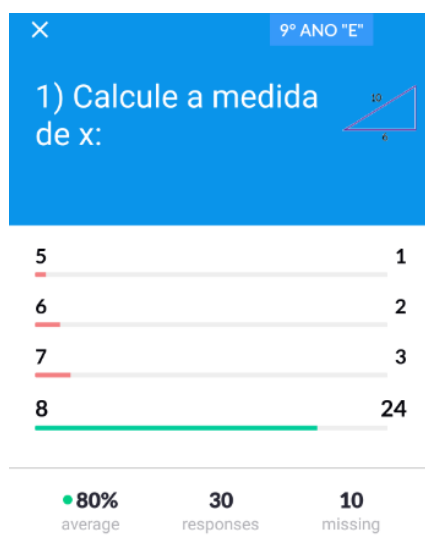 9º ANO "E"
1) Calcule a medida
de x:
10
6
5 1
6 2
7 3
8 24
80% 30 10
average responses missing